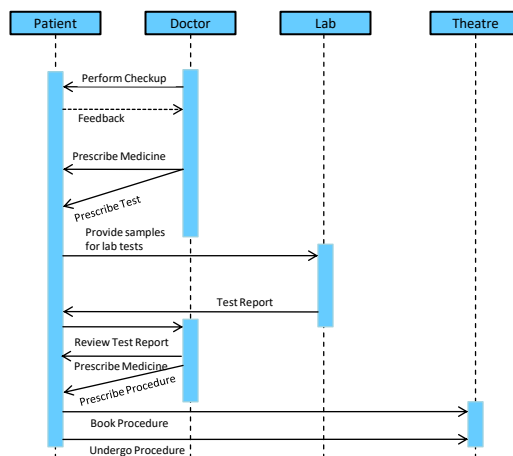 Patient
Doctor
Lab
Theatre
Perform Checkup
Feedback
Prescribe Medicine
Prescribe Test
Provide samples
for lab tests
Test Report
Review Test Report
Prescribe Medicine
Prescribe Procedure
Book Procedure
Undergo Procedure